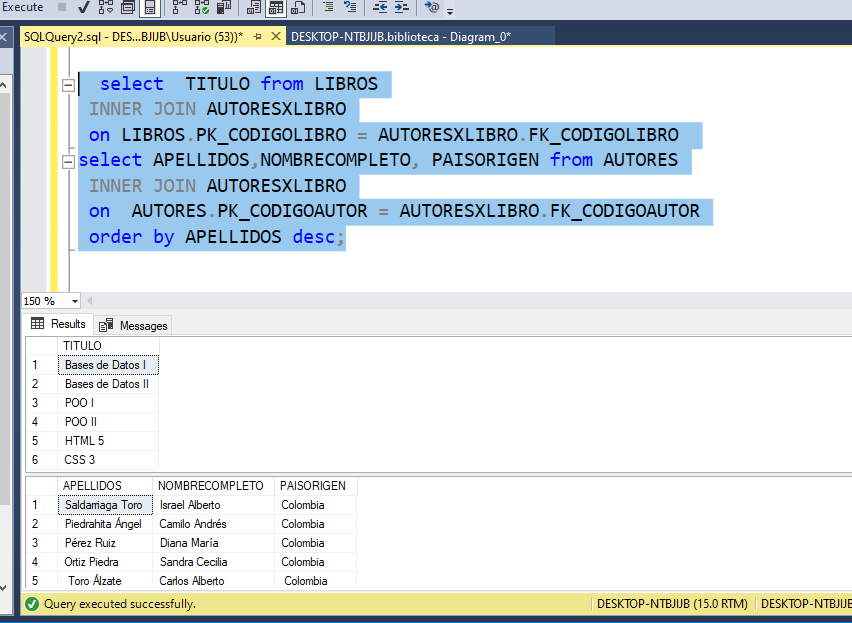 Execute
SQLQuery2.sql - DES...BJIJB\Usuario (53))*
DESKTOP-NTBJIJB.biblioteca - Diagram_0*
select TITULO from LIBROS
INNER JOIN AUTORESXLIBRO
on LIBROS.PK_CODIGOLIBRO = AUTORESXLIBRO.FK_CODIGOLIBRO
select APELLIDOS,NOMBRECOMPLETO, PAISORIGEN from AUTORES
INNER JOIN AUTORESXLIBRO
on AUTORES.PK_CODIGOAUTOR = AUTORESXLIBRO.FK_CODIGOAUTOR
order by APELLIDOS desc;
150 %
Results Messages
TITULO
1 Bases de Datos I
2 Bases de Datos II
3 POO I
4 POO II
5 HTML 5
6 CSS 3
APELLIDOS NOMBRECOMPLETO PAISORIGEN
1 Saldarriaga Toro Israel Alberto Colombia
2 Piedrahita Ángel Camilo Andrés Colombia
3 Pérez Ruiz Diana María Colombia
4 Ortiz Piedra Sandra Cecilia Colombia
5 Toro Álzate Carlos Alberto Colombia
Query executed successfully.
DESKTOP-NTBJIJB (15.0 RTM) DESKTOP-NTBJIJB